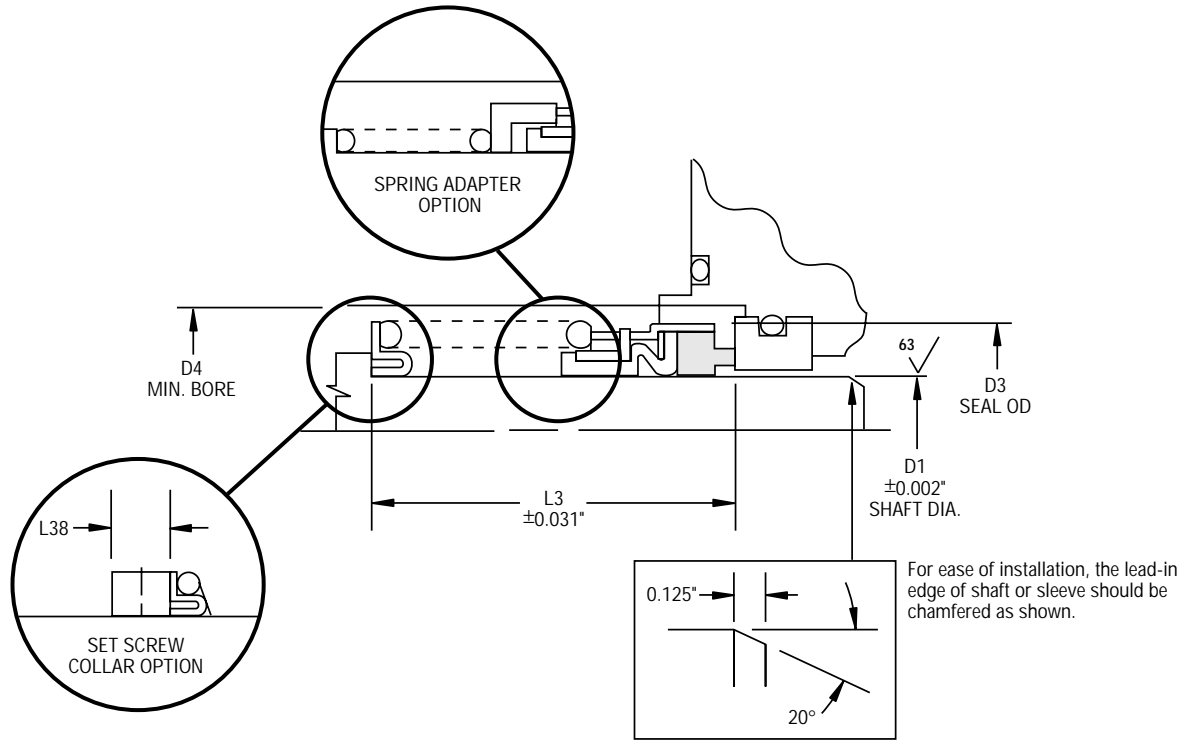 SPRING ADAPTER
OPTION
D4
MIN. BORE
63
D3
SEAL OD
D1
±0.002"
SHAFT DIA.
L3
±0.031"
L38
SET SCREW
COLLAR OPTION
0.125"
20°
For ease of installation, the lead-in
edge of shaft or sleeve should be
chamfered as shown.